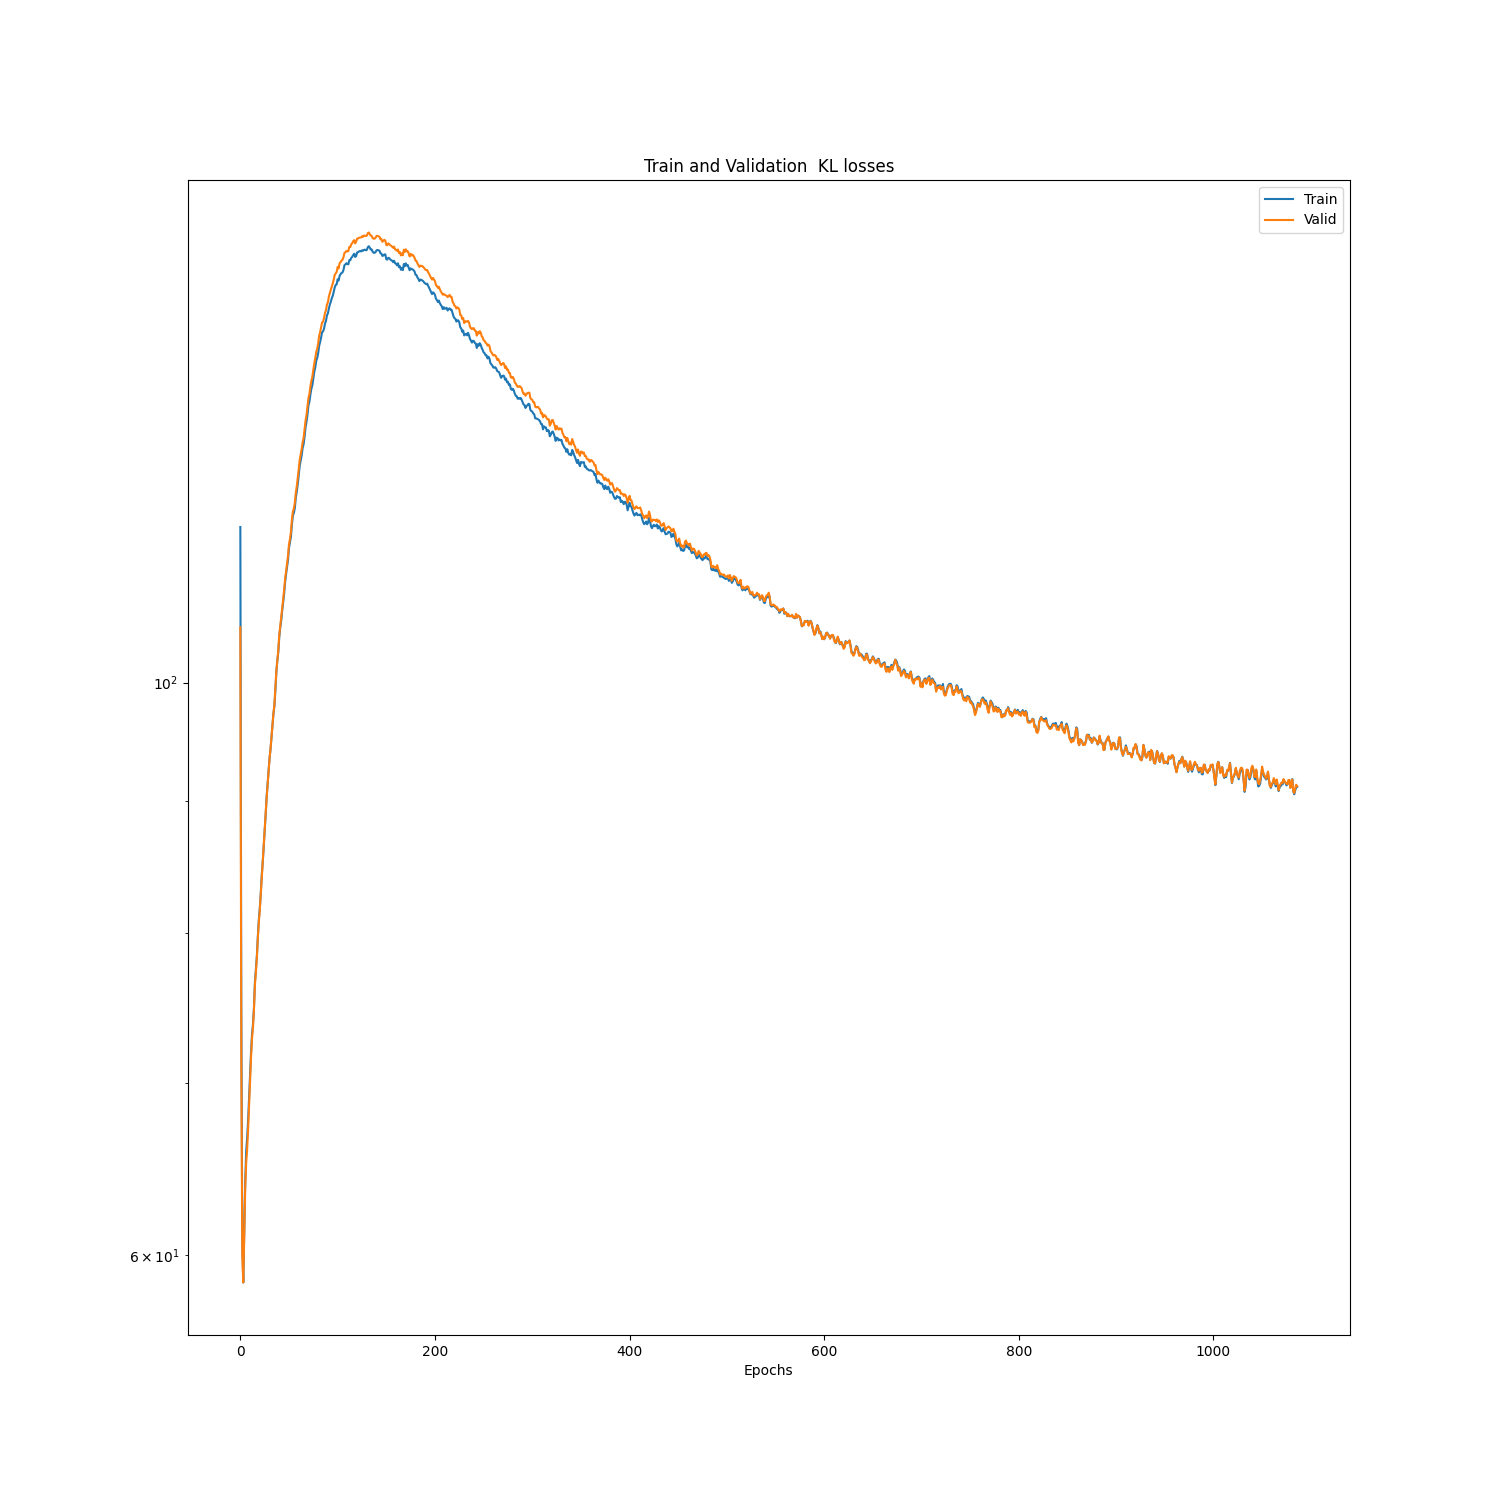 Train and Validation  KL losses
Train
Valid
10²
6 × 10¹
0 200 400 600 800 1000
Epochs